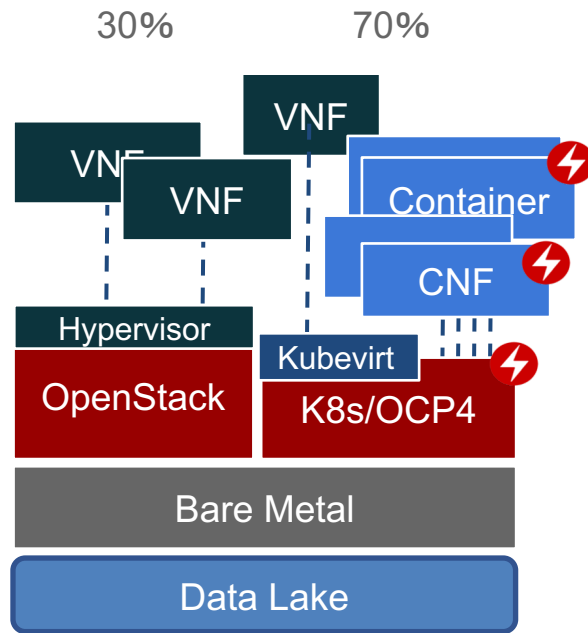 30%
70%
VNF
VNF
VNF
Container
CNF
Hypervisor
Kubevirt
OpenStack
K8s/OCP4
Bare Metal
Data Lake